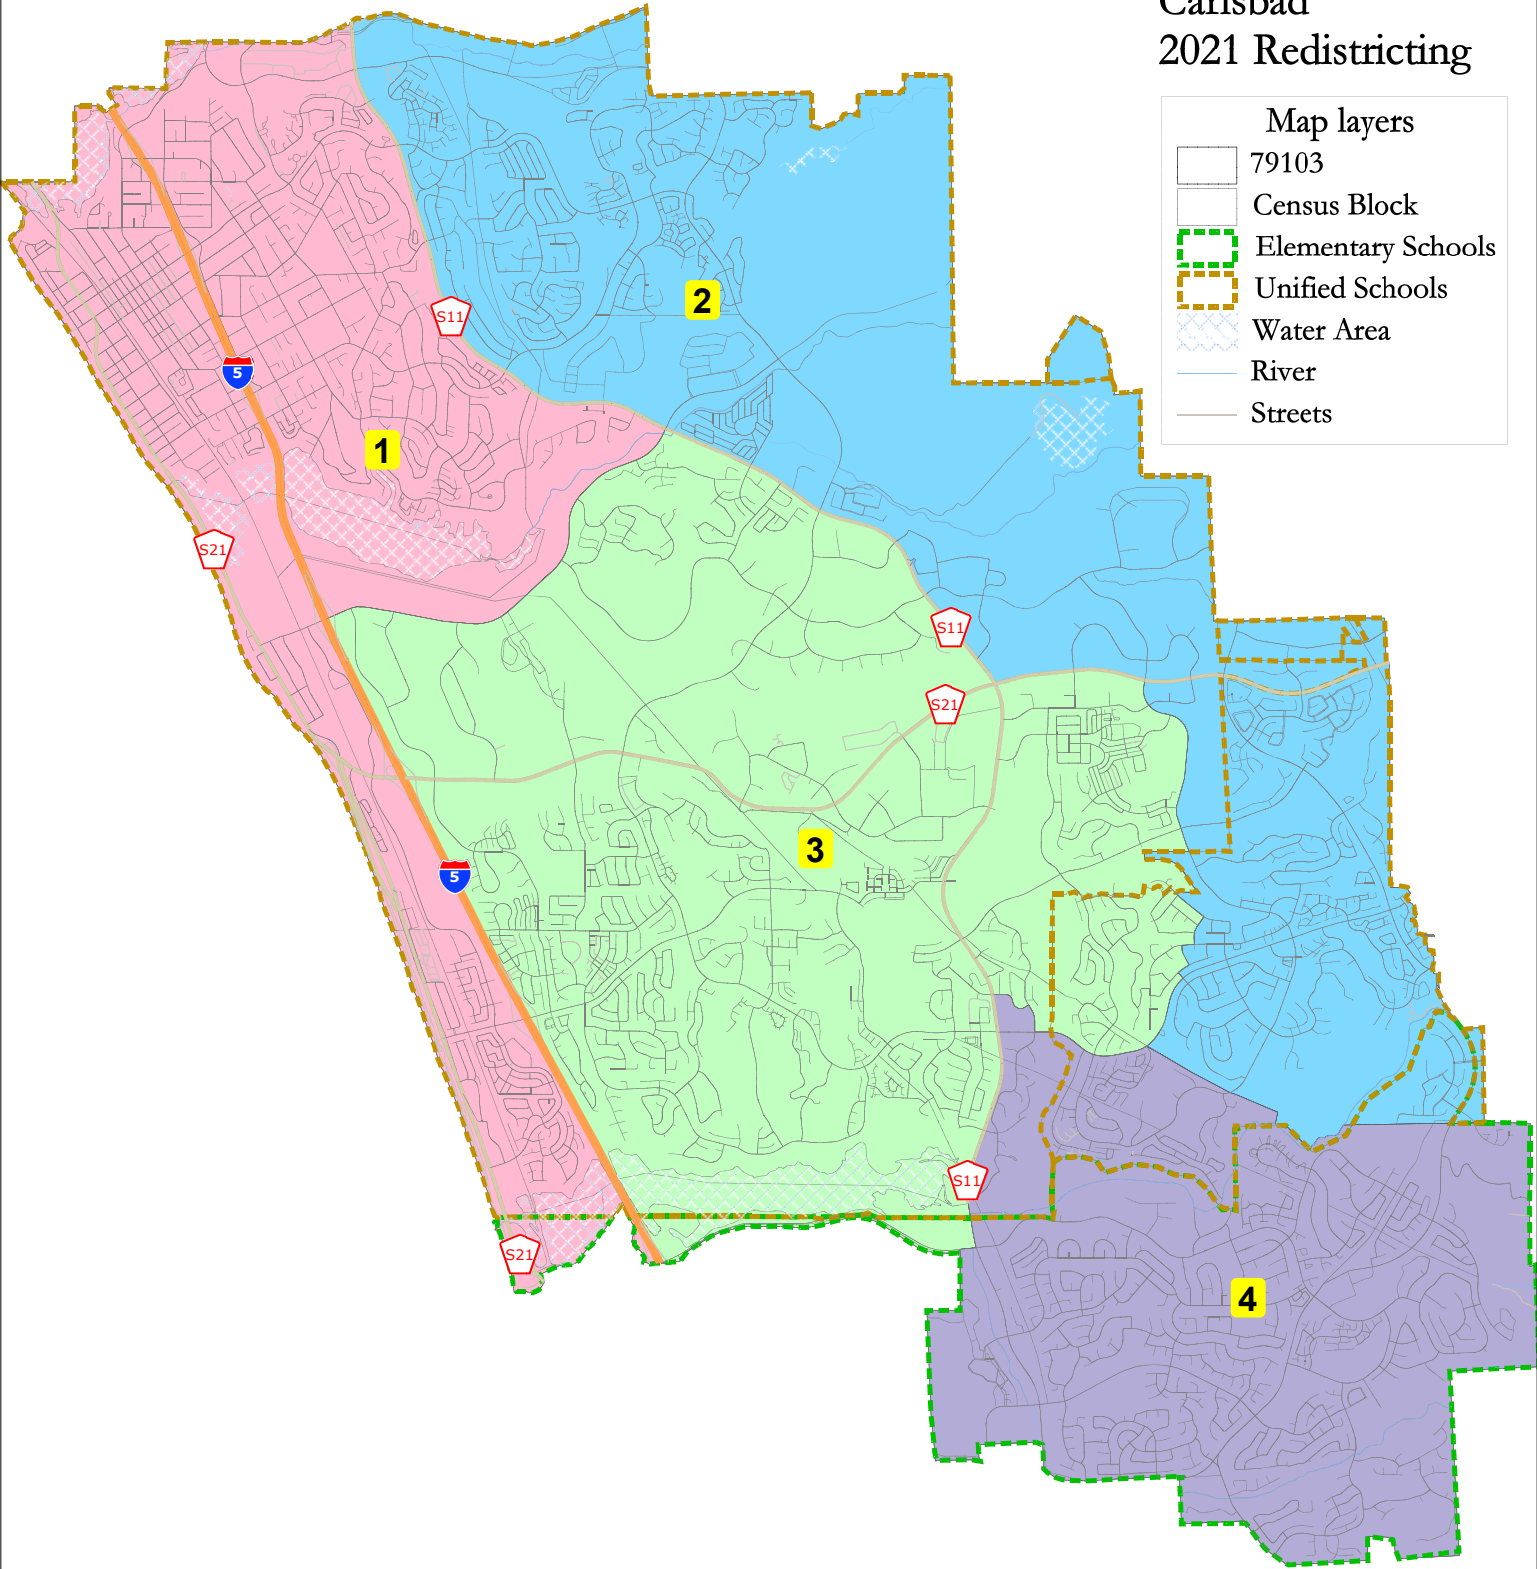 Carlsbad
2021 Redistricting
Map layers
79103
Census Block
Elementary Schools
Unified Schools
Water Area
River
Streets
2
S11
5
1
S21
S11
S21
3
5
S11
S21
4